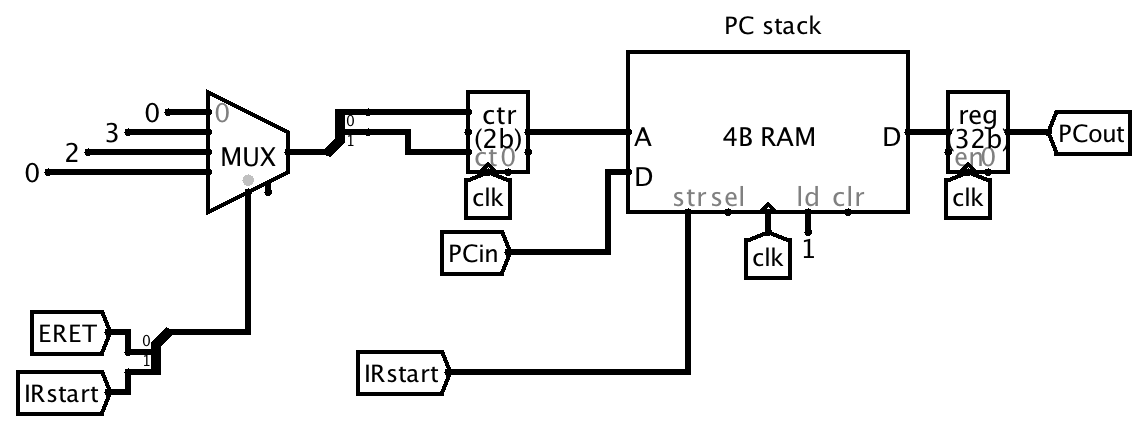 PC stack
0
0
3
2
0
MUX
0
1
ctr
(2b)
ct0
clk
A
D
4B RAM
D
str sel
ld clr
clk
1
reg
(32b)
en0
clk
PCout
PCin
ERET
0
1
IRstart
IRstart